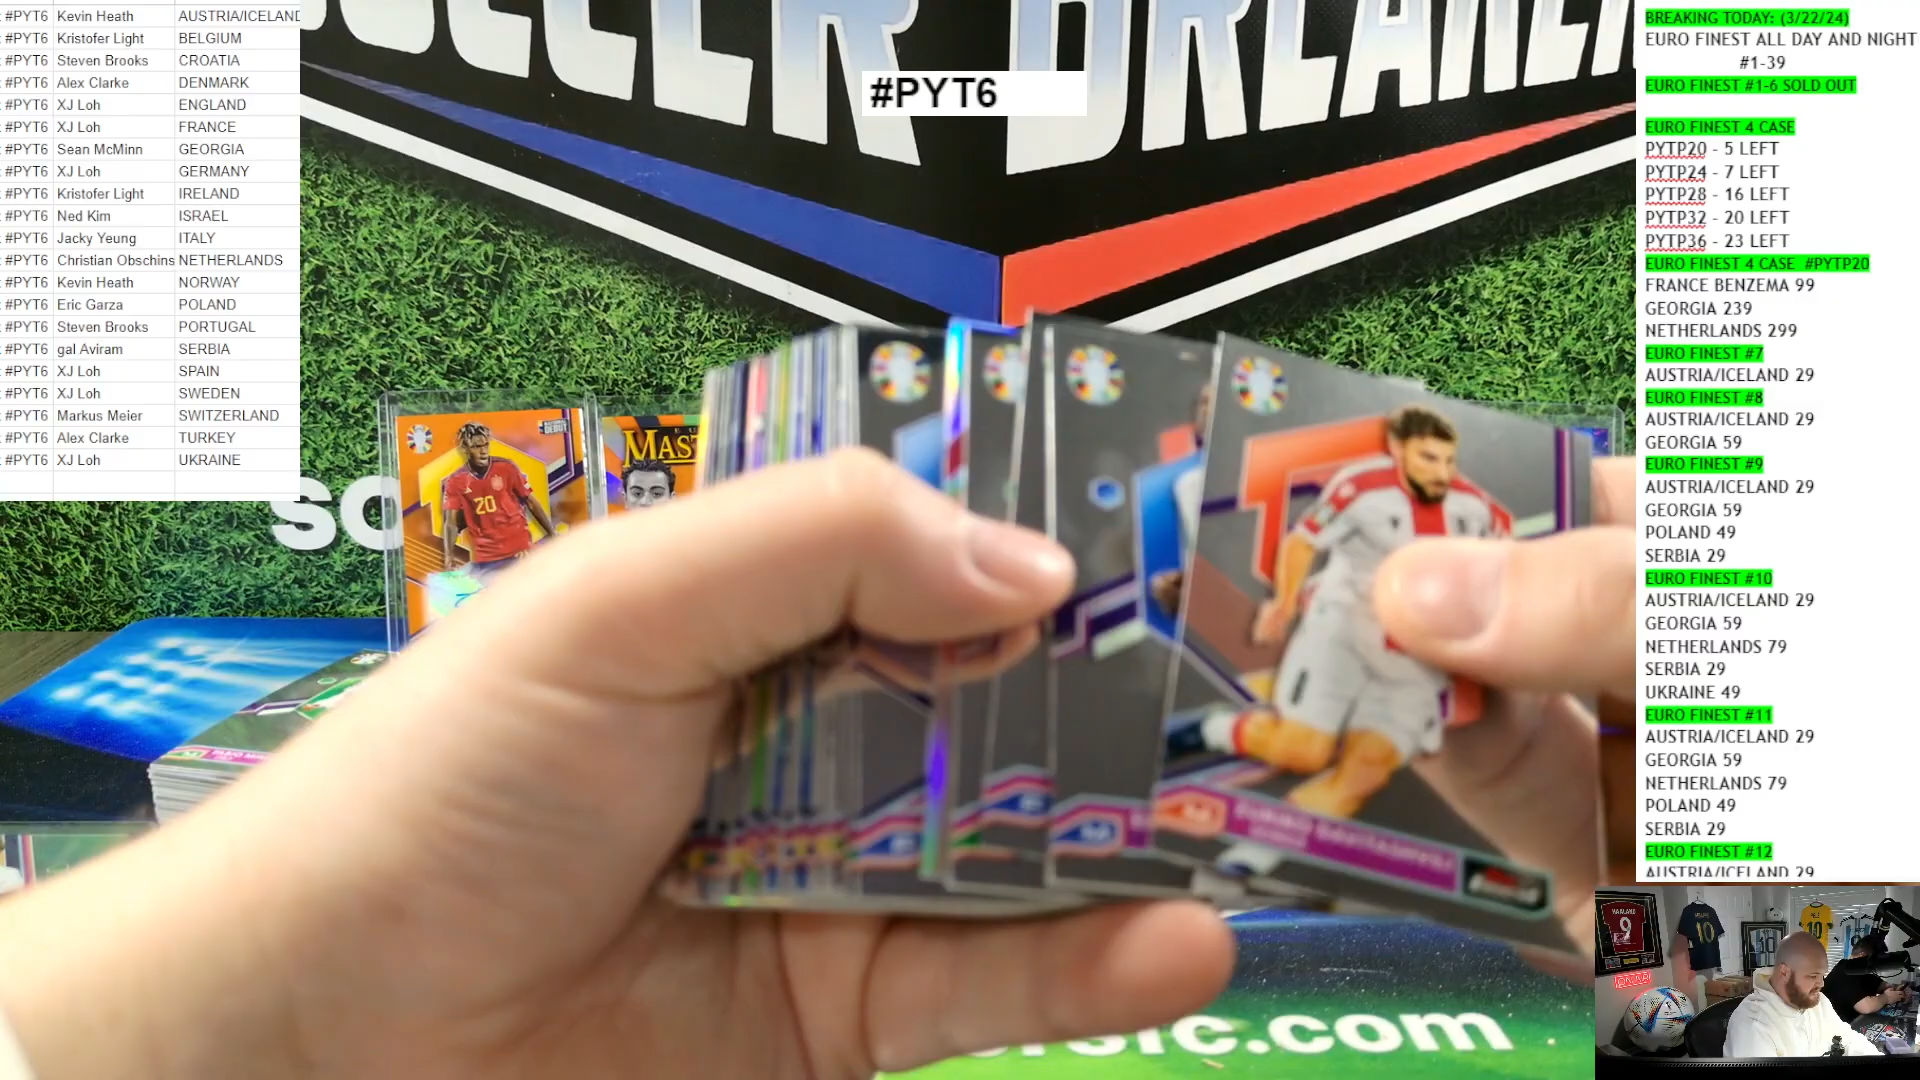 #PYT6 Kevin Heath AUSTRIA/ICELAND
#PYT6 Kristofer Light BELGIUM
#PYT6 Steven Brooks CROATIA
#PYT6 Alex Clarke DENMARK
#PYT6 XJ Loh ENGLAND
#PYT6 XJ Loh FRANCE
#PYT6 Sean McMinn GEORGIA
#PYT6 XJ Loh GERMANY
#PYT6 Kristofer Light IRELAND
#PYT6 Ned Kim ISRAEL
#PYT6 Jacky Yeung ITALY
#PYT6 Christian Obschins NETHERLANDS
#PYT6 Kevin Heath NORWAY
#PYT6 Eric Garza POLAND
#PYT6 Steven Brooks PORTUGAL
#PYT6 gal Aviram SERBIA
#PYT6 XJ Loh SPAIN
#PYT6 XJ Loh SWEDEN
#PYT6 Markus Meier SWITZERLAND
#PYT6 Alex Clarke TURKEY
#PYT6 XJ Loh UKRAINE
SOCCER BREAKER
#PYT6
20
BREAKING TODAY: (3/22/24)
EURO FINEST ALL DAY AND NIGHT
#1-39
EURO FINEST #1-6 SOLD OUT
EURO FINEST 4 CASE
PYTP20 - 5 LEFT
PYTP24 - 7 LEFT
PYTP28 - 16 LEFT
PYTP32 - 20 LEFT
PYTP36 - 23 LEFT
EURO FINEST 4 CASE #PYTP20
FRANCE BENZEMA 99
GEORGIA 239
NETHERLANDS 299
EURO FINEST #7
AUSTRIA/ICELAND 29
EURO FINEST #8
AUSTRIA/ICELAND 29
GEORGIA 59
EURO FINEST #9
AUSTRIA/ICELAND 29
GEORGIA 59
POLAND 49
SERBIA 29
EURO FINEST #10
AUSTRIA/ICELAND 29
GEORGIA 59
NETHERLANDS 79
SERBIA 29
UKRAINE 49
EURO FINEST #11
AUSTRIA/ICELAND 29
GEORGIA 59
NETHERLANDS 79
POLAND 49
SERBIA 29
EURO FINEST #12
AUSTRIA/ICELAND 29
HAALAND
9
10
10